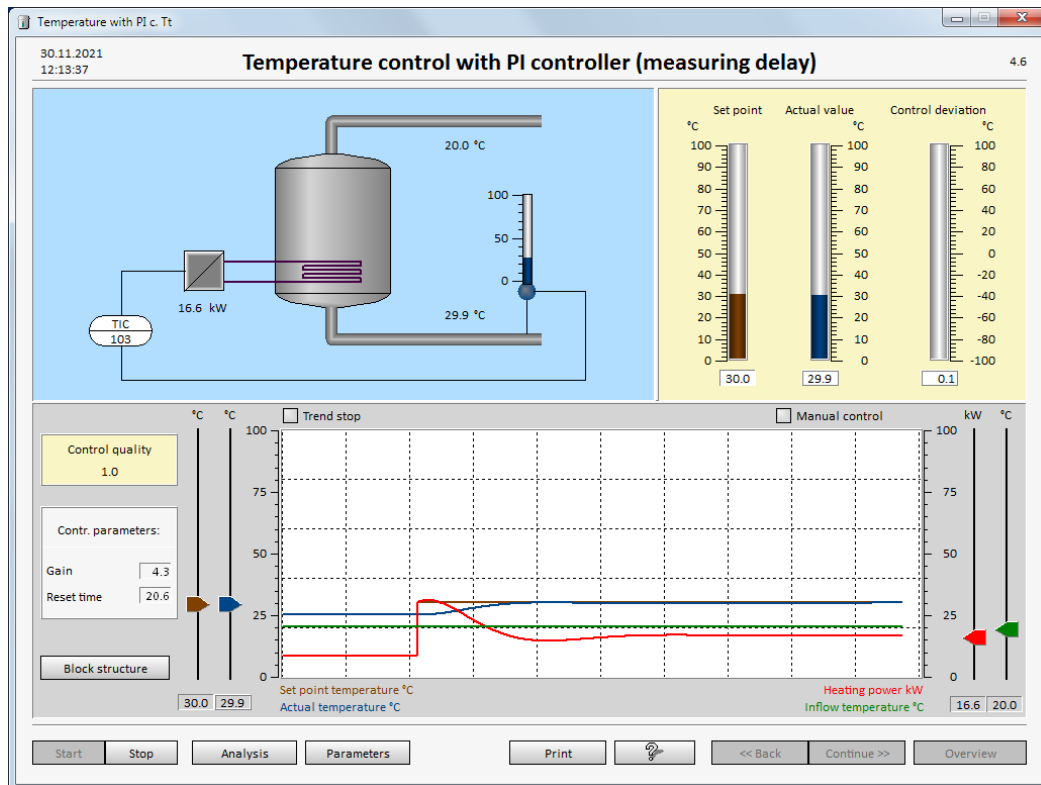 Temperature with PI c. Tt
30.11.2021
12:13:37
Temperature control with PI controller (measuring delay)
4.6
20.0 °C
100
50
0
16.6 kW
29.9 °C
TIC
103
Set point Actual value Control deviation
°C °C °C
100 100 100
90 90 80
80 80 60
70 70 40
60 60 20
50 50 0
40 40 -20
30 30 -40
20 20 -60
10 10 -80
0 0 -100
30.0 29.9 0.1
°C °C Trend stop Manual control kW °C
Control quality
1.0
Contr. parameters:
Gain 4.3
Reset time 20.6
Block structure
100 100
75 75
50 50
25 25
0 0
30.0 29.9
Set point temperature °C Heating power kW
Actual temperature °C Inflow temperature °C
16.6 20.0
Start Stop Analysis Parameters Print ? << Back Continue >> Overview